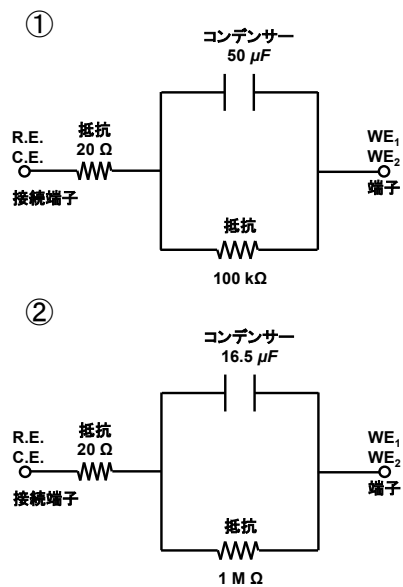 ①
コンデンサー
50 μF
R.E.
C.E.
接続端子
抵抗
20 Ω
WE₁
WE₂
端子
抵抗
100 kΩ
②
コンデンサー
16.5 μF
R.E.
C.E.
接続端子
抵抗
20 Ω
WE₁
WE₂
端子
抵抗
1 M Ω